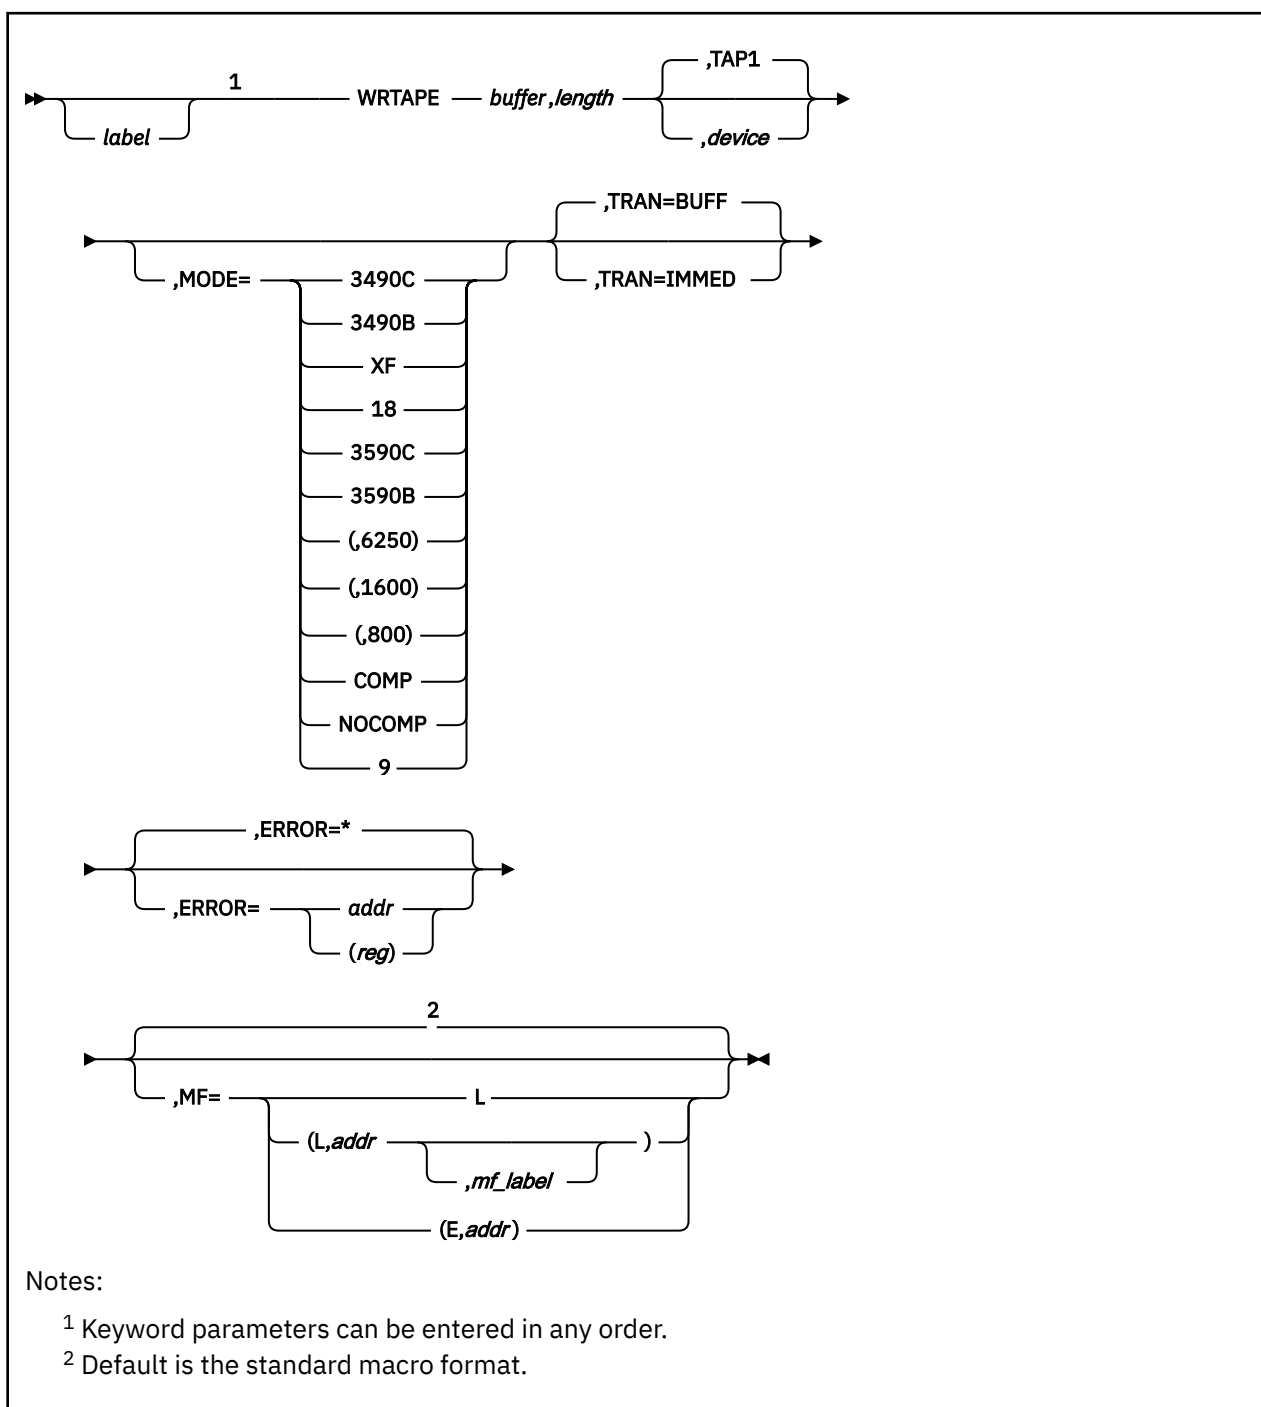 ,TAP1
1
WRTAPE buffer,length
label
,device
,TRAN=BUFF
,MODE= 3490C ,TRAN=IMMED
3490B
XF
18
3590C
3590B
(,6250)
(,1600)
(,800)
COMP
NOCOMP
9
,ERROR=*
,ERROR= addr
(reg)
2
,MF= L
(L,addr )
,mf_label
(E,addr)
Notes:
1 Keyword parameters can be entered in any order.
2 Default is the standard macro format.